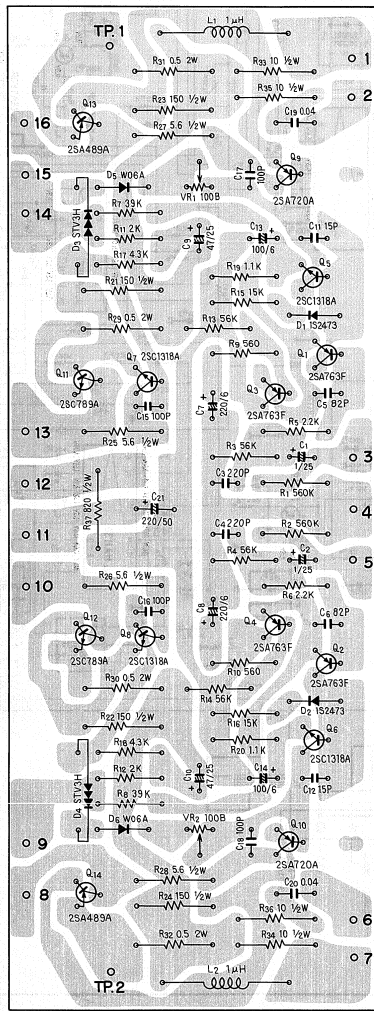 L1 1μH
TP.1
R31 0.5 2W
R33 10 ½W
1
R35 10 ½W
2
R23 150 ½W
Q13
C19 0.04
16
R27 5.6 ½W
2SA489A
Q9
15
D5 W06A
C17 100P
2SA720A
D3 STV3H
R7 39K
VR1 100B
14
R11 2K
C9 47/25
C13 100/6
C11 15P
R17 4.3K
R19 1.1K
Q5
R21 150 ½W
R15 15K
2SC1318A
R29 0.5 2W
R13 56K
D1 1S2473
R9 560
Q1
Q7 2SC1318A
Q11
Q3
2SA763F
2SC789A
C15 100P
C7 220/6
2SA763F
C5 82P
13
R5 2.2K
R25 5.6 ½W
R3 56K
C1 1/25
3
12
C3 220P
R1 560K
R37 820 ½W
C21 220/50
4
11
C4 220P
R2 560K
R4 56K
C2 1/25
5
10
R26 5.6 ½W
R6 2.2K
C16 100P
C8 220/6
C6 82P
Q12
Q8
Q4
2SC789A
2SC1318A
2SA763F
Q2
R10 560
2SA763F
R30 0.5 2W
R14 56K
D2 1S2473
R22 150 ½W
R16 15K
Q6
R18 4.3K
R20 1.1K
2SC1318A
D4 STV3H
R12 2K
C10 47/25
C14 100/6
C12 15P
R8 39K
D6 W06A
VR2 100B
C18 100P
Q10
9
2SA720A
Q14
R28 5.6 ½W
8
C20 0.04
R24 150 ½W
2SA489A
R36 10 ½W
6
R32 0.5 2W
R34 10 ½W
7
TP.2
L2 1μH